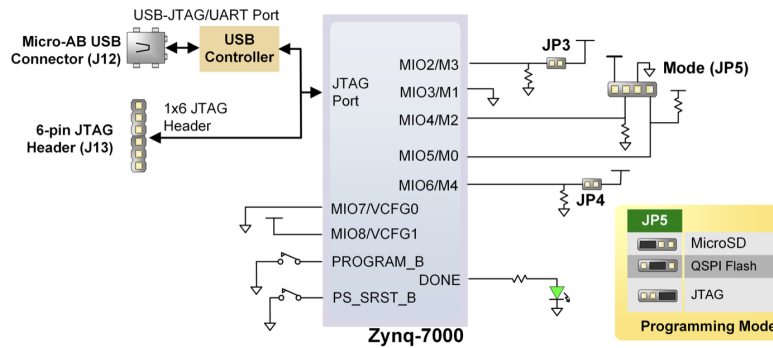 USB-JTAG/UART Port
Micro-AB USB
Connector (J12)
USB
Controller
1x6 JTAG
Header
6-pin JTAG
Header (J13)
JTAG
Port
MIO2/M3
MIO3/M1
MIO4/M2
MIO5/M0
MIO6/M4
MIO7/VCFG0
MIO8/VCFG1
PROGRAM_B
DONE
PS_SRST_B
Zynq-7000
JP3
Mode (JP5)
JP4
JP5
MicroSD
QSPI Flash
JTAG
Programming Mode